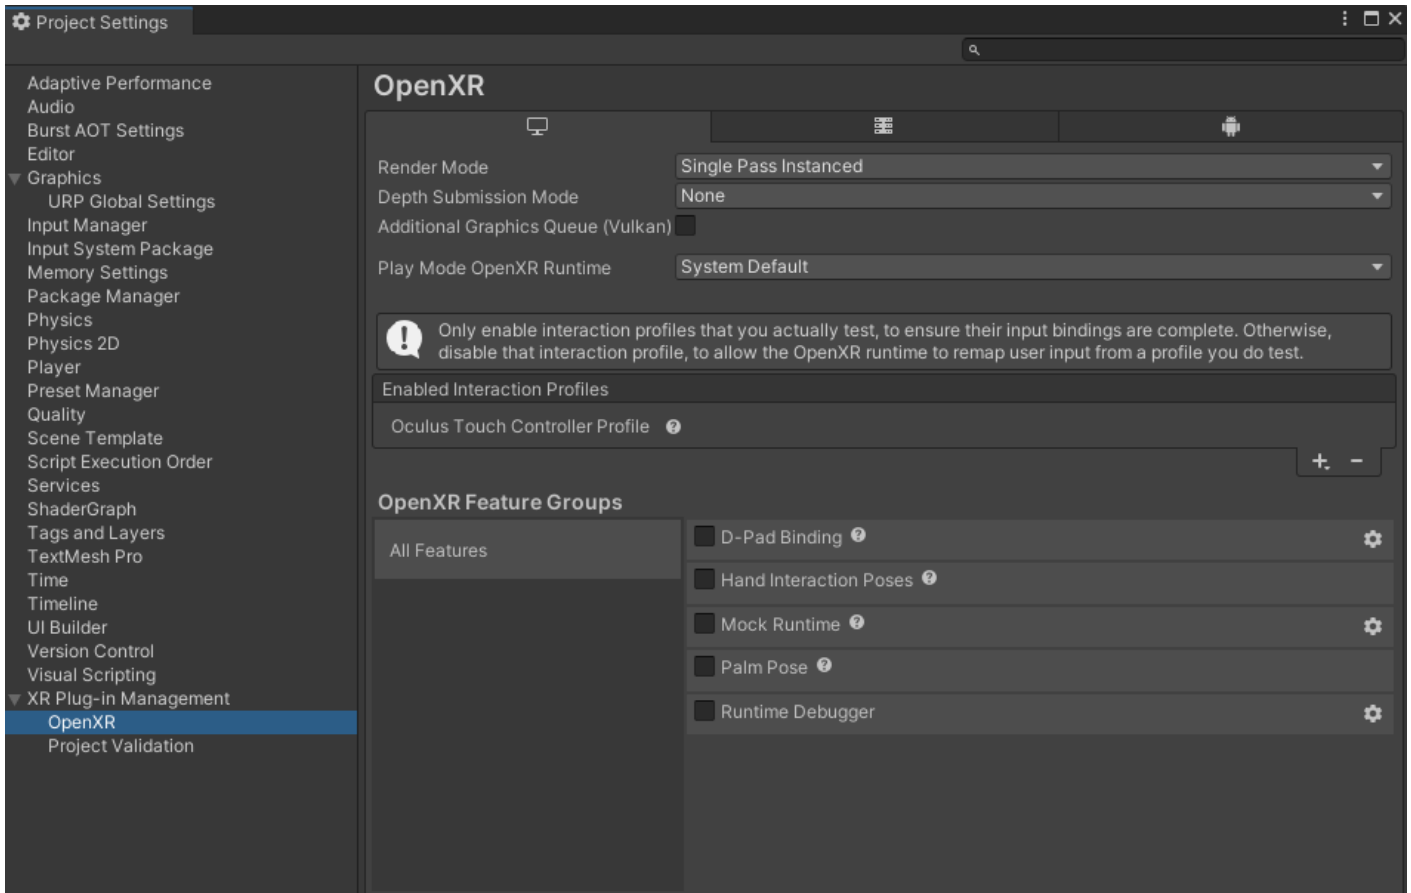 Project Settings
Adaptive Performance
Audio
Burst AOT Settings
Editor
Graphics
URP Global Settings
Input Manager
Input System Package
Memory Settings
Package Manager
Physics
Physics 2D
Player
Preset Manager
Quality
Scene Template
Script Execution Order
Services
ShaderGraph
Tags and Layers
TextMesh Pro
Time
Timeline
UI Builder
Version Control
Visual Scripting
XR Plug-in Management
OpenXR
Project Validation
OpenXR
Render Mode Single Pass Instanced
Depth Submission Mode None
Additional Graphics Queue (Vulkan)
Play Mode OpenXR Runtime System Default
Only enable interaction profiles that you actually test, to ensure their input bindings are complete. Otherwise,
disable that interaction profile, to allow the OpenXR runtime to remap user input from a profile you do test.
Enabled Interaction Profiles
Oculus Touch Controller Profile
OpenXR Feature Groups
All Features
D-Pad Binding
Hand Interaction Poses
Mock Runtime
Palm Pose
Runtime Debugger